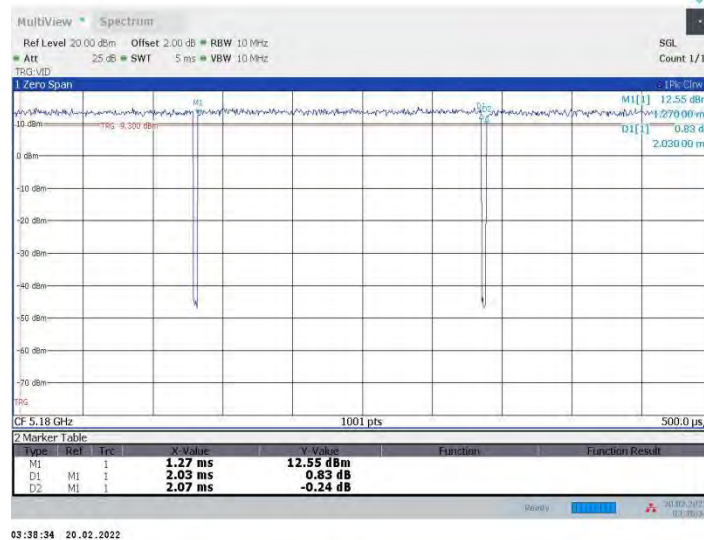 MultiView Spectrum
Ref Level 20.00 dBm Offset 2.00 dB RBW 10 MHz SGL
Att 25 dB SWT 5 ms VBW 10 MHz Count 1/1
TRG:VID
1 Zero Span 1Pk Clrw
M1[1] 12.55 dBm
M1
1.270 00 m
10 dBm TRG 9.300 dBm
D1[1] 0.83 d
2.030 00 m
0 dBm
-10 dBm
-20 dBm
-30 dBm
-40 dBm
-50 dBm
-60 dBm
-70 dBm
TRG
CF 5.18 GHz 1001 pts 500.0 µs
2 Marker Table
Type Ref Trc X-Value Y-Value Function Function Result
M1 1 1.27 ms 12.55 dBm
D1 M1 1 2.03 ms 0.83 dB
D2 M1 1 2.07 ms -0.24 dB
Ready
03:38:34 20.02.2022